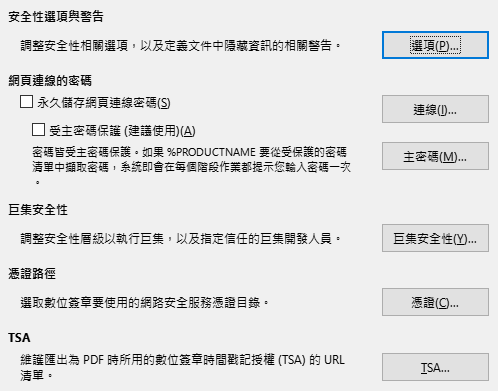 安全性選項與警告
調整安全性相關選項，以及定義文件中隱藏資訊的相關警告。
選項(P)...
網頁連線的密碼
永久儲存網頁連線密碼(S)
連線(I)...
受主密碼保護 (建議使用)(A)
密碼皆受主密碼保護。如果 %PRODUCTNAME 要從受保護的密碼
清單中擷取密碼，系統即會在每個階段作業都提示您輸入密碼一次
。
主密碼(M)...
巨集安全性
調整安全性層級以執行巨集，以及指定信任的巨集開發人員。
巨集安全性(Y)...
憑證路徑
選取數位簽章要使用的網路安全服務憑證目錄。
憑證(C)...
TSA
維護匯出為 PDF 時所用的數位簽章時間戳記授權 (TSA) 的 URL
清單。
TSA...